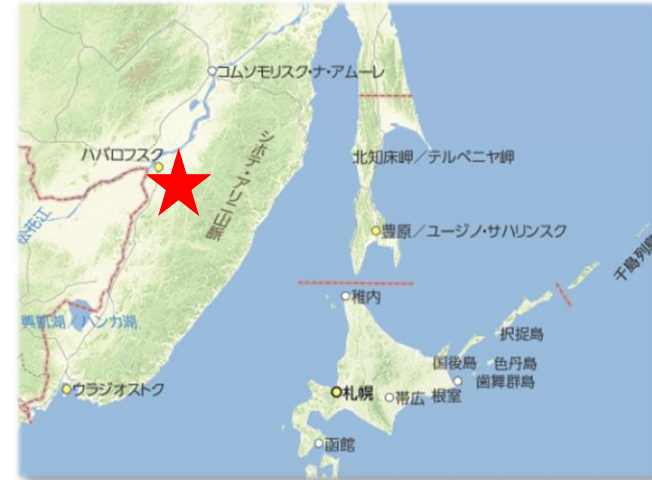 コムソモリスク・ナ・アムーレ
ハバロフスク
シホテ・アリニ山脈
北知床岬／テルペニヤ岬
松花江
豊原／ユージノ・サハリンスク
千島列島
稚内
興凱湖／ハンカ湖
択捉島
国後島
色丹島
歯舞群島
ウラジオストク
札幌
帯広
根室
函館